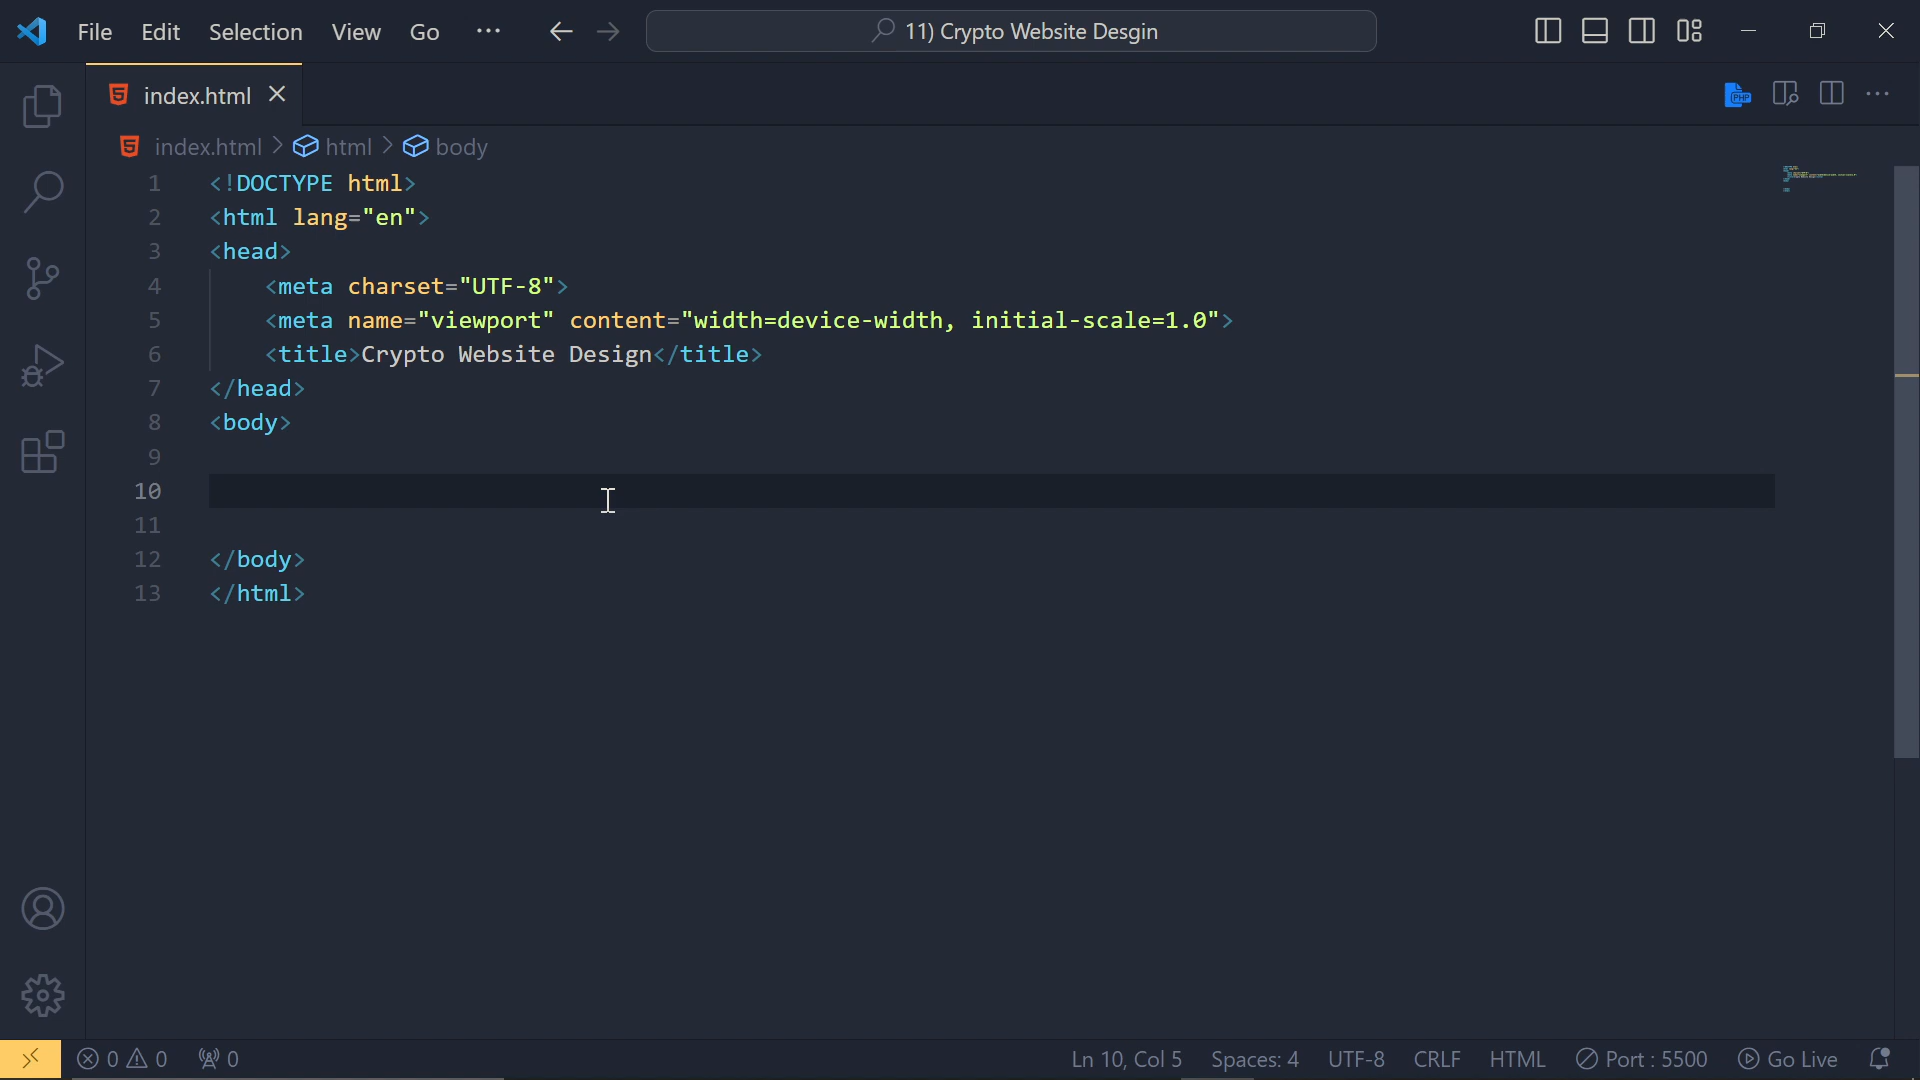 File Edit Selection View Go ··· 11) Crypto Website Desgin
index.html
PHP
index.html > html > body
1 <!DOCTYPE html>
2 <html lang="en">
3 <head>
4 <meta charset="UTF-8">
5 <meta name="viewport" content="width=device-width, initial-scale=1.0">
6 <title>Crypto Website Design</title>
7 </head>
8 <body>
9
10
11
12 </body>
13 </html>
0 0 0 Ln 10, Col 5 Spaces: 4 UTF-8 CRLF HTML Port : 5500 Go Live